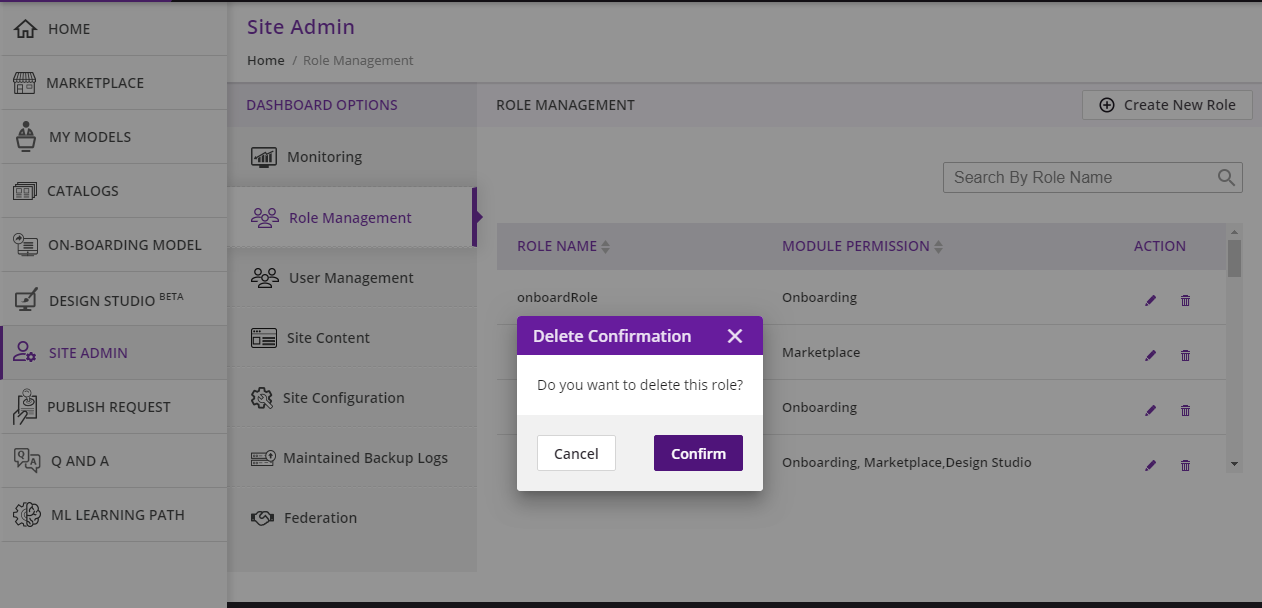 HOME
MARKETPLACE
MY MODELS
CATALOGS
ON-BOARDING MODEL
DESIGN STUDIO BETA
SITE ADMIN
PUBLISH REQUEST
Q AND A
ML LEARNING PATH
Site Admin
Home / Role Management
DASHBOARD OPTIONS
Monitoring
Role Management
User Management
Site Content
Site Configuration
Maintained Backup Logs
Federation
ROLE MANAGEMENT
Create New Role
Search By Role Name
ROLE NAME MODULE PERMISSION ACTION
onboardRole Onboarding
Marketplace
Onboarding
Onboarding, Marketplace,Design Studio
Delete Confirmation
Do you want to delete this role?
Cancel Confirm